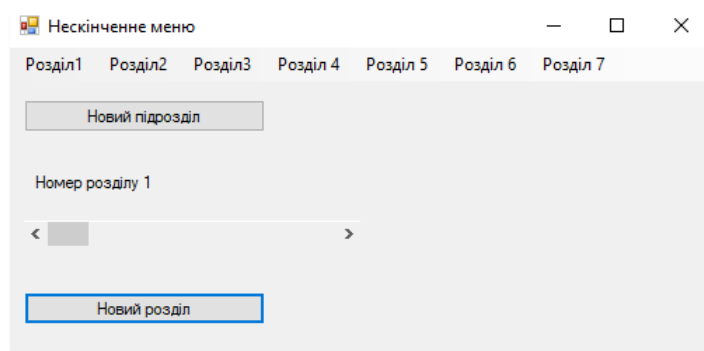 Нескінченне меню
Розділ1 Розділ2 Розділ3 Розділ 4 Розділ 5 Розділ 6 Розділ 7
Новий підрозділ
Номер розділу 1
Новий розділ